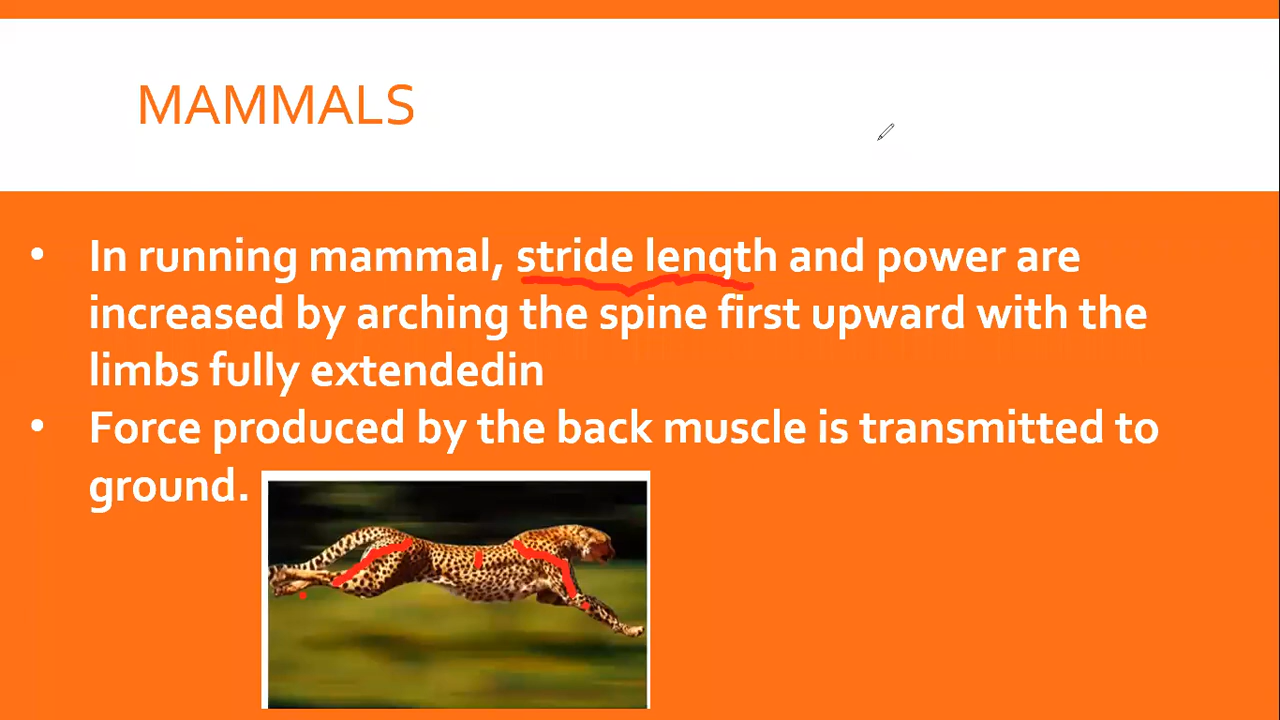 MAMMALS
• In running mammal, stride length and power are
increased by arching the spine first upward with the
limbs fully extendedin
• Force produced by the back muscle is transmitted to
ground.